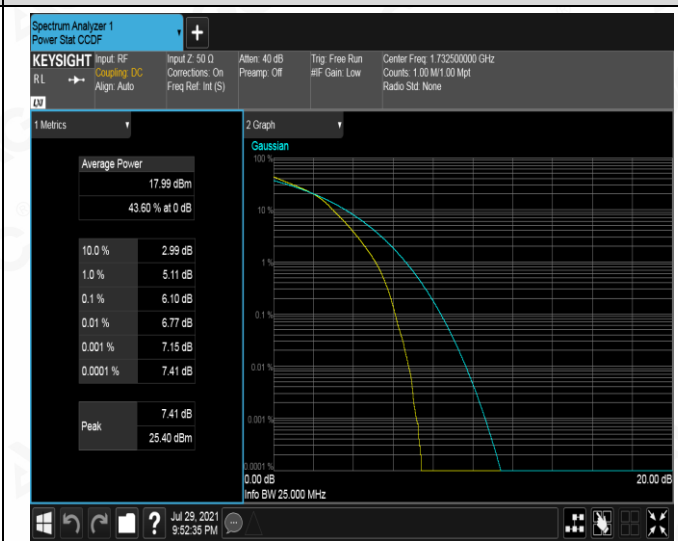 Spectrum Analyzer 1
Power Stat CCDF
+
KEYSIGHT
RL
LXI
Input: RF
Coupling: DC
Align: Auto
Input Z: 50 Ω
Corrections: On
Freq Ref: Int (S)
Atten: 40 dB
Preamp: Off
Trig: Free Run
#IF Gain: Low
Center Freq: 1.732500000 GHz
Counts: 1.00 M/1.00 Mpt
Radio Std: None
1 Metrics
Average Power
17.99 dBm
43.60 % at 0 dB
10.0 % 2.99 dB
1.0 % 5.11 dB
0.1 % 6.10 dB
0.01 % 6.77 dB
0.001 % 7.15 dB
0.0001 % 7.41 dB
Peak
7.41 dB
25.40 dBm
2 Graph
Gaussian
100 %
10 %
1 %
0.1 %
0.01 %
0.001 %
0.0001 %
0.00 dB 20.00 dB
Info BW 25.000 MHz
?
Jul 29, 2021
9:52:35 PM